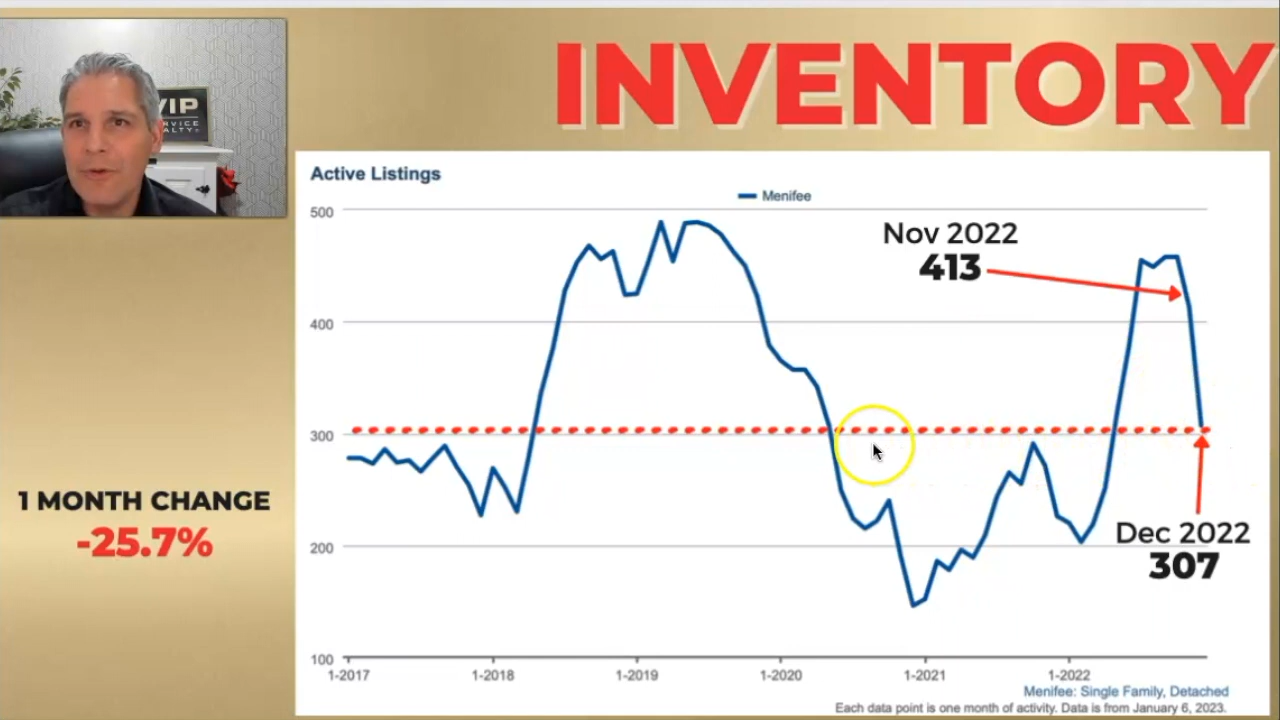 INVENTORY
VIP
RVICE
ALTY
Active Listings
Menifee
500
400
300
200
100
Nov 2022
413
Dec 2022
307
1 MONTH CHANGE
-25.7%
1-2017 1-2018 1-2019 1-2020 1-2021 1-2022
Menifee: Single Family, Detached
Each data point is one month of activity. Data is from January 6, 2023.